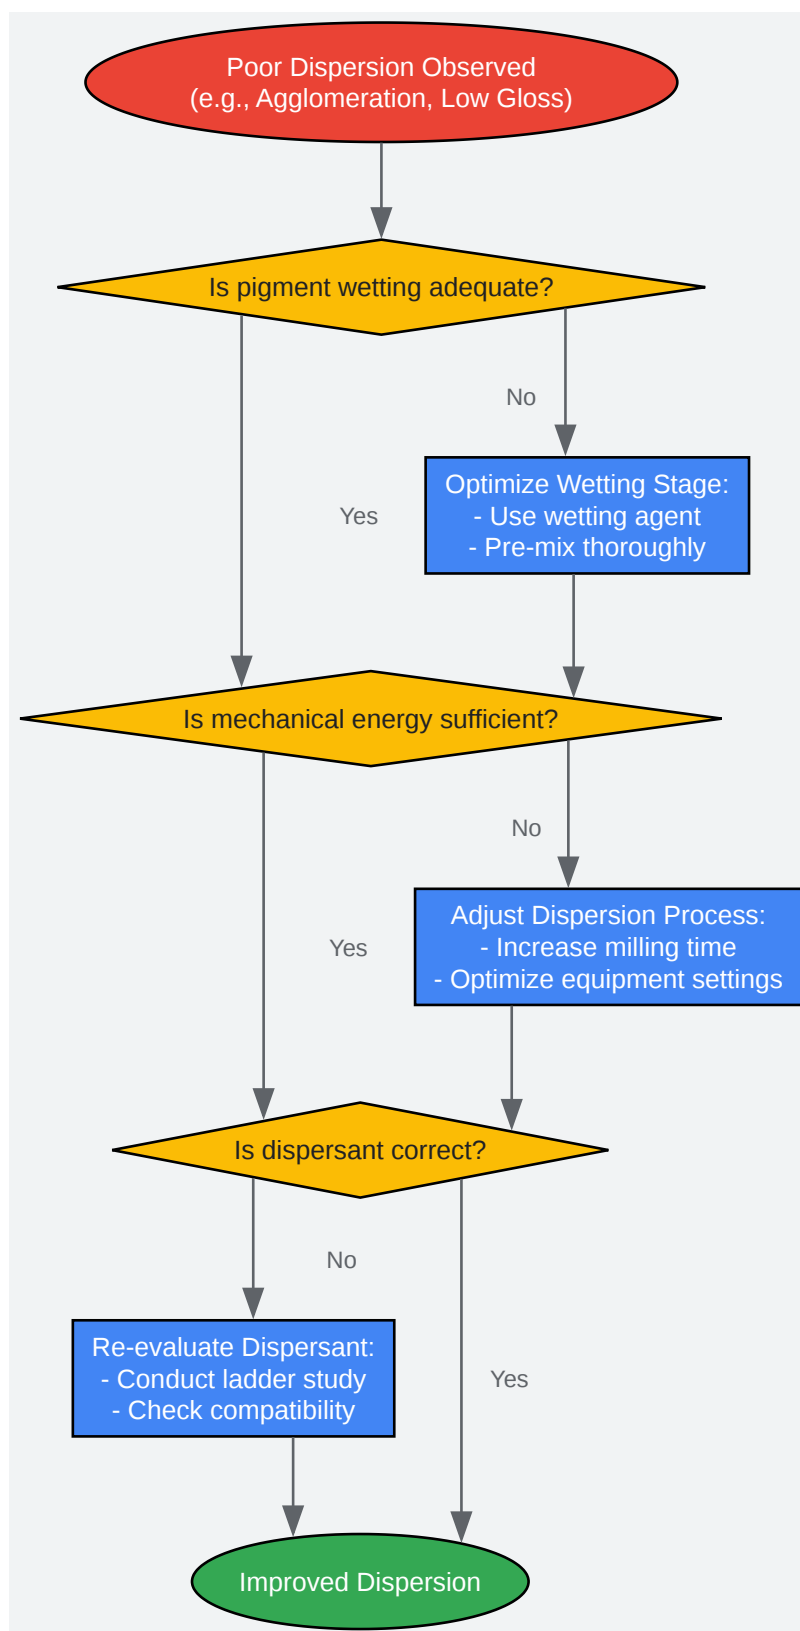 Poor Dispersion Observed
(e.g., Agglomeration, Low Gloss)
Is pigment wetting adequate?
No
Optimize Wetting Stage:
- Use wetting agent
- Pre-mix thoroughly
Yes
Is mechanical energy sufficient?
No
Adjust Dispersion Process:
- Increase milling time
- Optimize equipment settings
Yes
Is dispersant correct?
No
Re-evaluate Dispersant:
- Conduct ladder study
- Check compatibility
Yes
Improved Dispersion